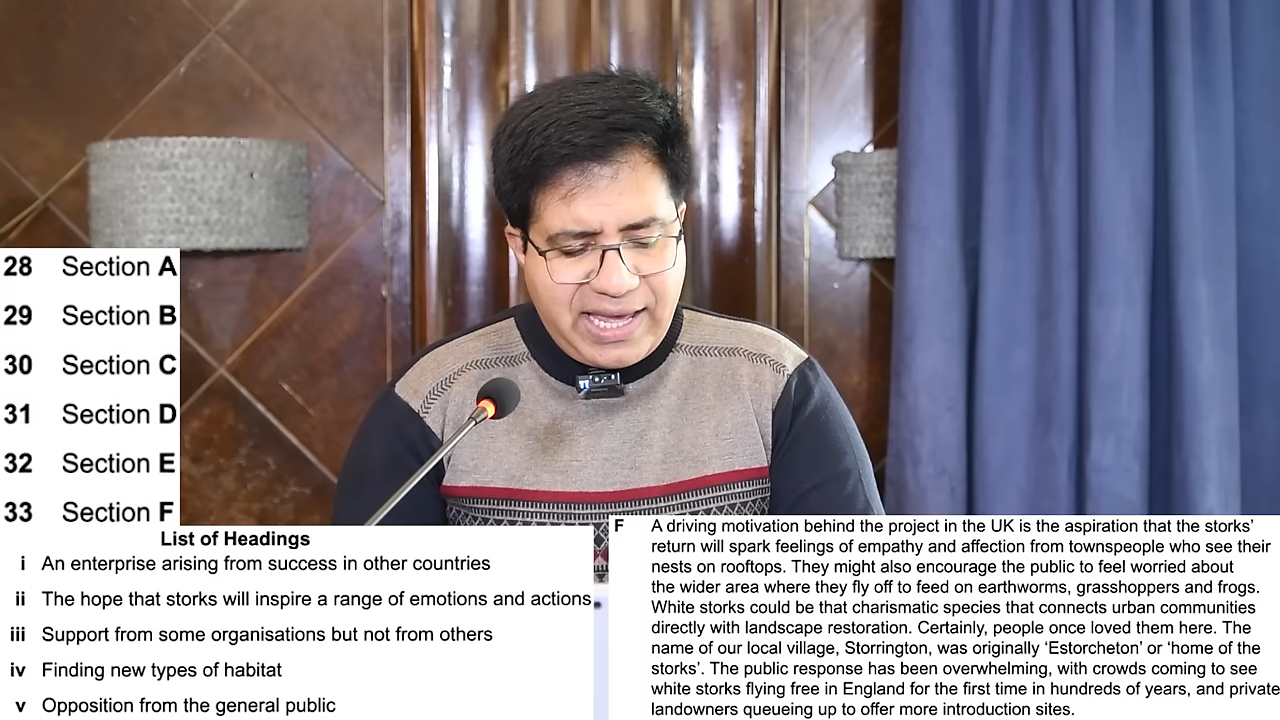 28 Section A
29 Section B
30 Section C
31 Section D
32 Section E
33 Section F
List of Headings
i An enterprise arising from success in other countries
ii The hope that storks will inspire a range of emotions and actions
iii Support from some organisations but not from others
iv Finding new types of habitat
v Opposition from the general public
F A driving motivation behind the project in the UK is the aspiration that the storks’
return will spark feelings of empathy and affection from townspeople who see their
nests on rooftops. They might also encourage the public to feel worried about
the wider area where they fly off to feed on earthworms, grasshoppers and frogs.
White storks could be that charismatic species that connects urban communities
directly with landscape restoration. Certainly, people once loved them here. The
name of our local village, Storrington, was originally ‘Estorcheton’ or ‘home of the
storks’. The public response has been overwhelming, with crowds coming to see
white storks flying free in England for the first time in hundreds of years, and private
landowners queueing up to offer more introduction sites.